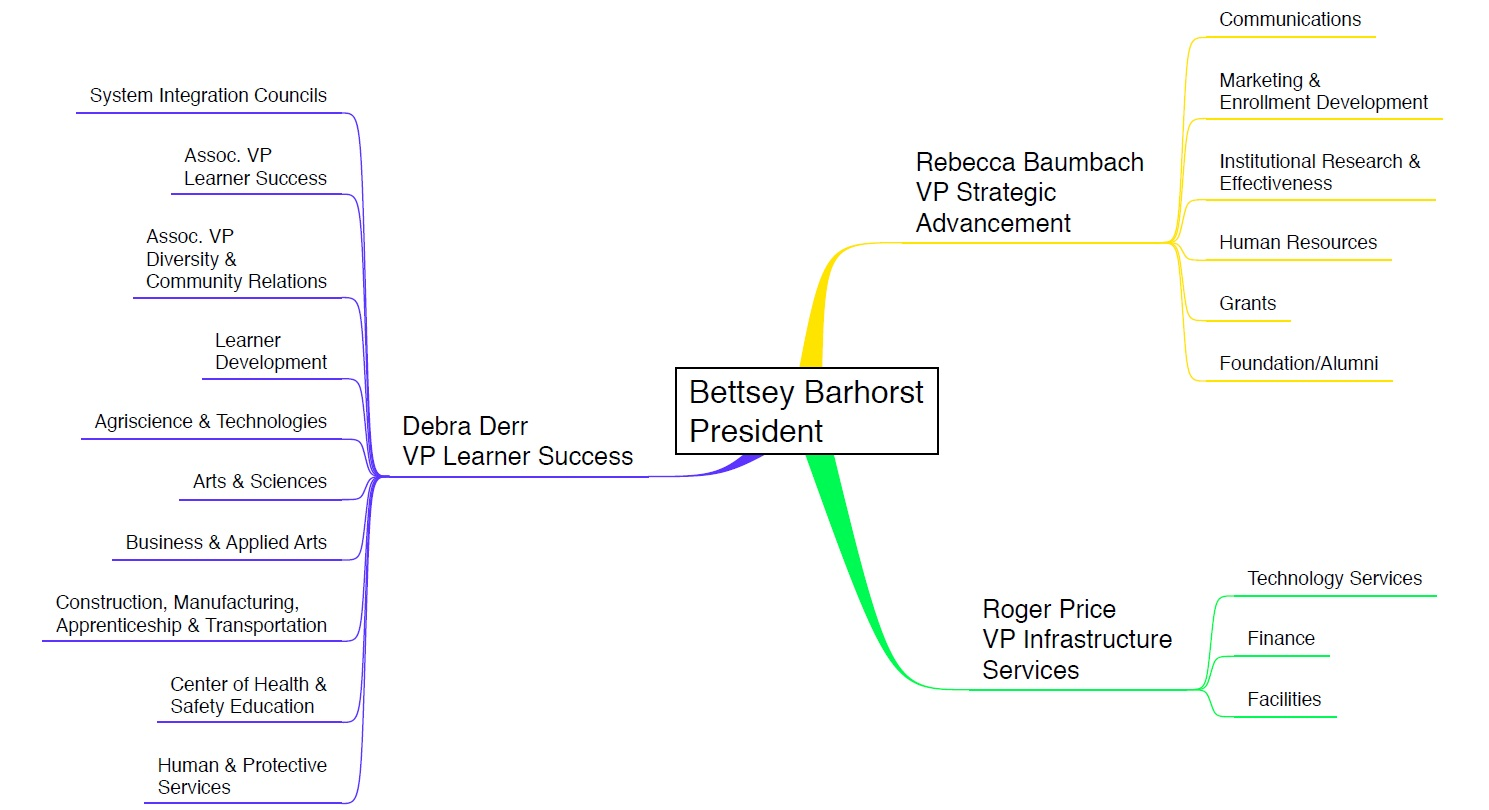 Bettsey Barhorst
President
Rebecca Baumbach
VP Strategic
Advancement
Communications
Marketing &
Enrollment Development
Institutional Research &
Effectiveness
Human Resources
Grants
Foundation/Alumni
Roger Price
VP Infrastructure
Services
Technology Services
Finance
Facilities
Debra Derr
VP Learner Success
System Integration Councils
Assoc. VP
Learner Success
Assoc. VP
Diversity &
Community Relations
Learner
Development
Agriscience & Technologies
Arts & Sciences
Business & Applied Arts
Construction, Manufacturing,
Apprenticeship & Transportation
Center of Health &
Safety Education
Human & Protective
Services